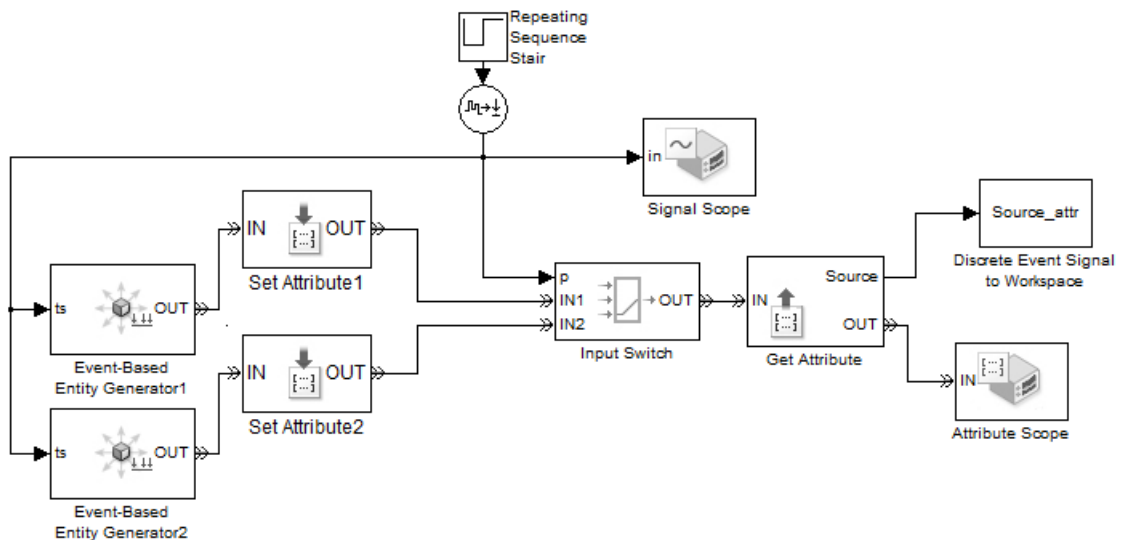 Repeating
Sequence
Stair
in
Signal Scope
IN
OUT
Set Attribute1
Source_attr
Discrete Event Signal
to Workspace
ts
OUT
Event-Based
Entity Generator1
p
IN1
IN2
OUT
Input Switch
IN
Source
OUT
Get Attribute
IN
OUT
Set Attribute2
IN
Attribute Scope
ts
OUT
Event-Based
Entity Generator2